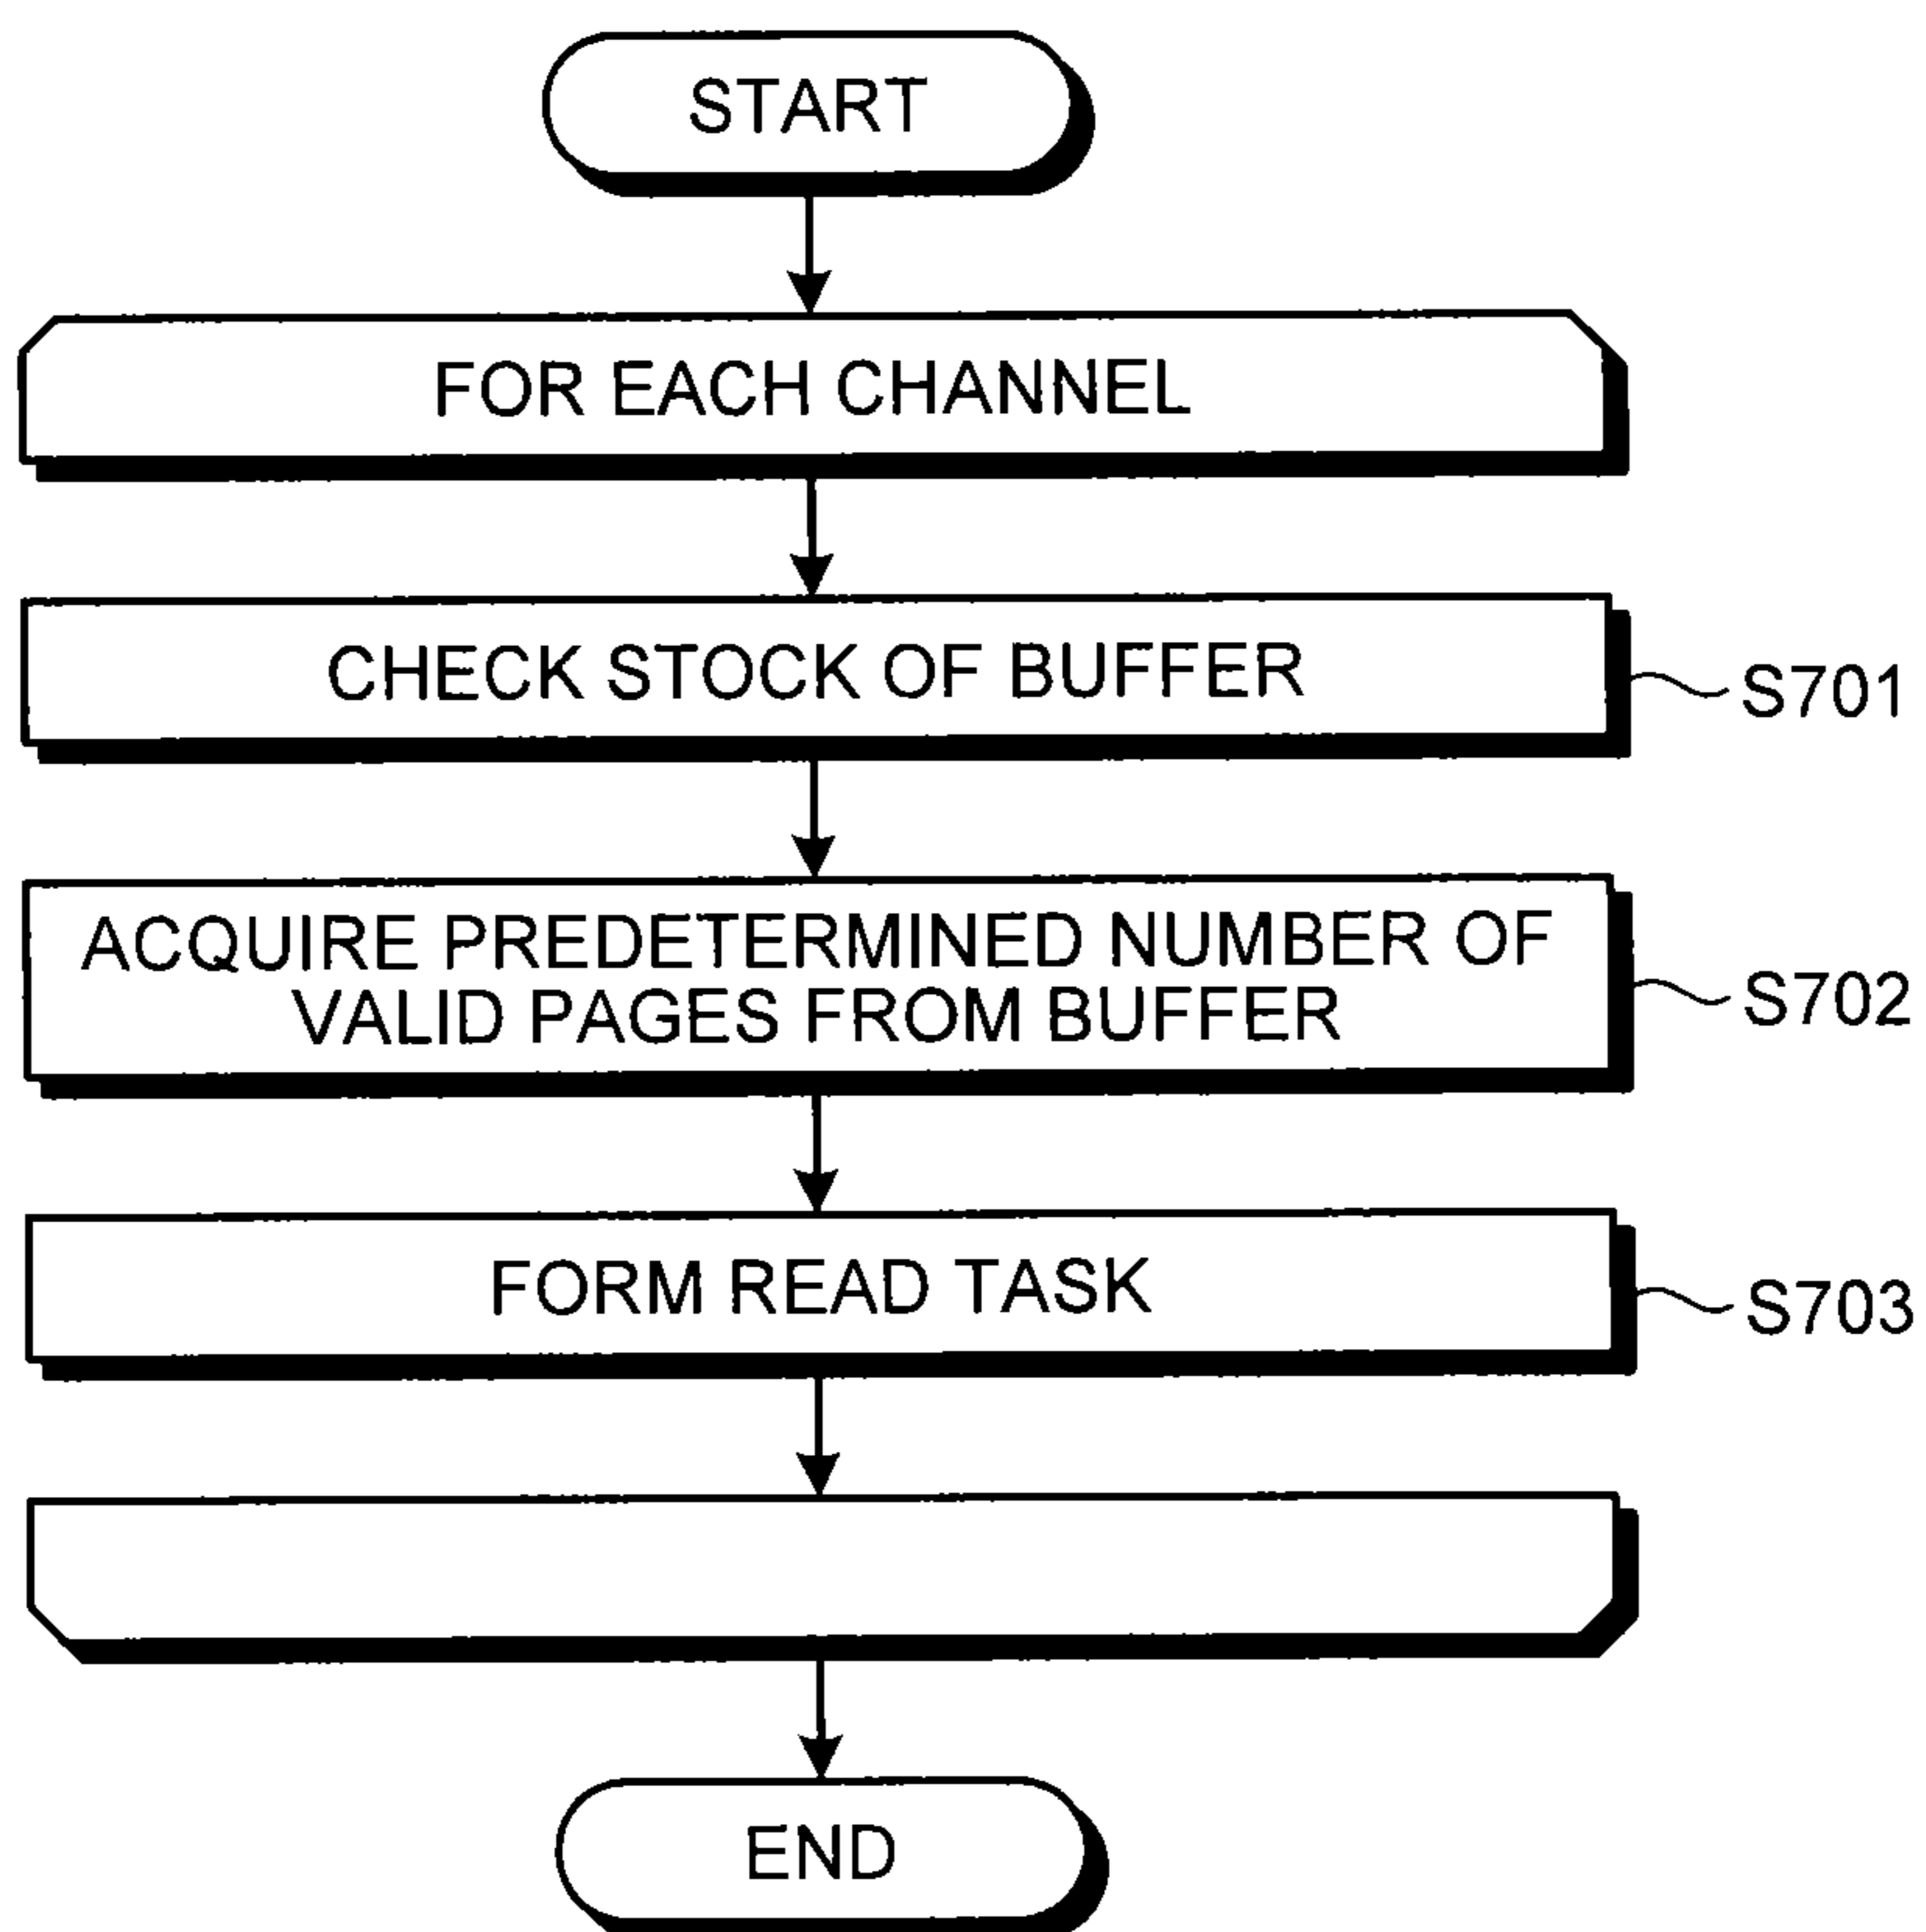 START
FOR EACH CHANNEL
CHECK STOCK OF BUFFER
S701
ACQUIRE PREDETERMINED NUMBER OF
VALID PAGES FROM BUFFER
S702
FORM READ TASK
S703
END